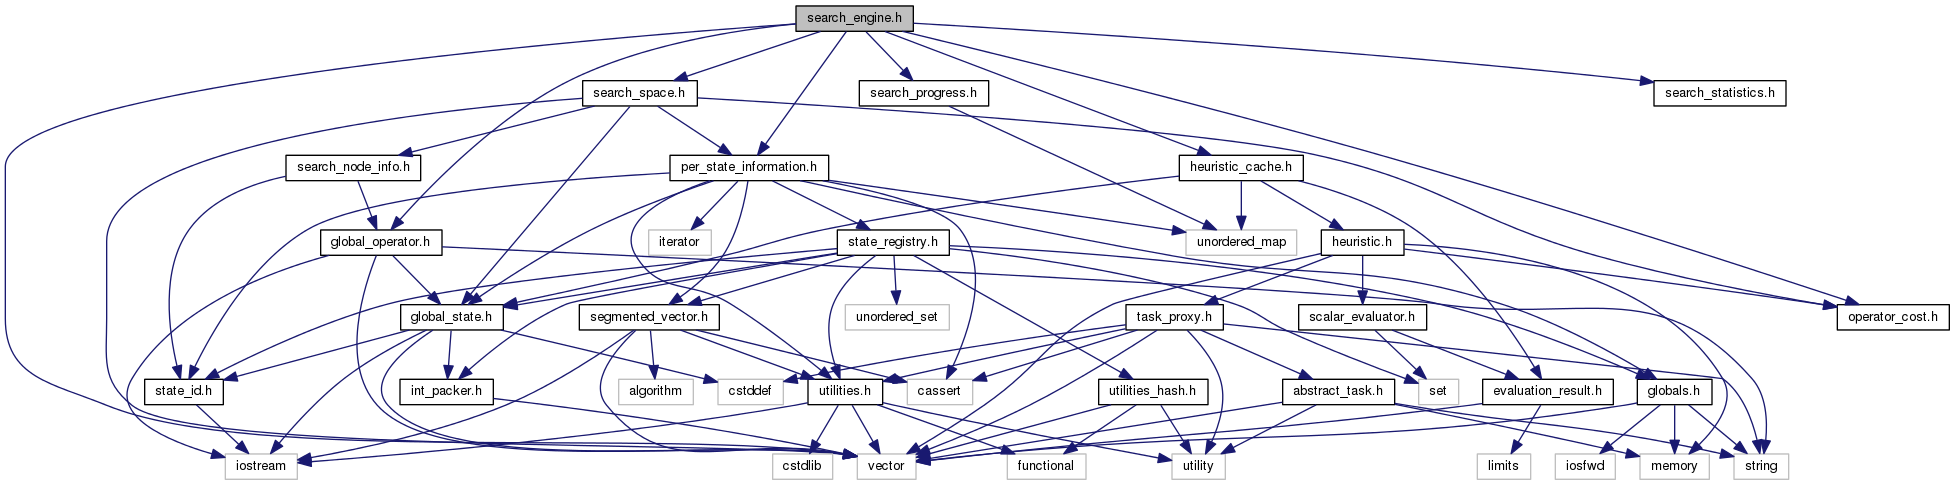 search_engine.h
search_space.h
search_progress.h
search_statistics.h
search_node_info.h
per_state_information.h
heuristic_cache.h
global_operator.h
iterator
state_registry.h
unordered_map
heuristic.h
global_state.h
segmented_vector.h
unordered_set
task_proxy.h
scalar_evaluator.h
operator_cost.h
state_id.h
int_packer.h
algorithm
cstddef
utilities.h
cassert
utilities_hash.h
abstract_task.h
set
evaluation_result.h
globals.h
iostream
cstdlib
vector
functional
utility
limits
iosfwd
memory
string